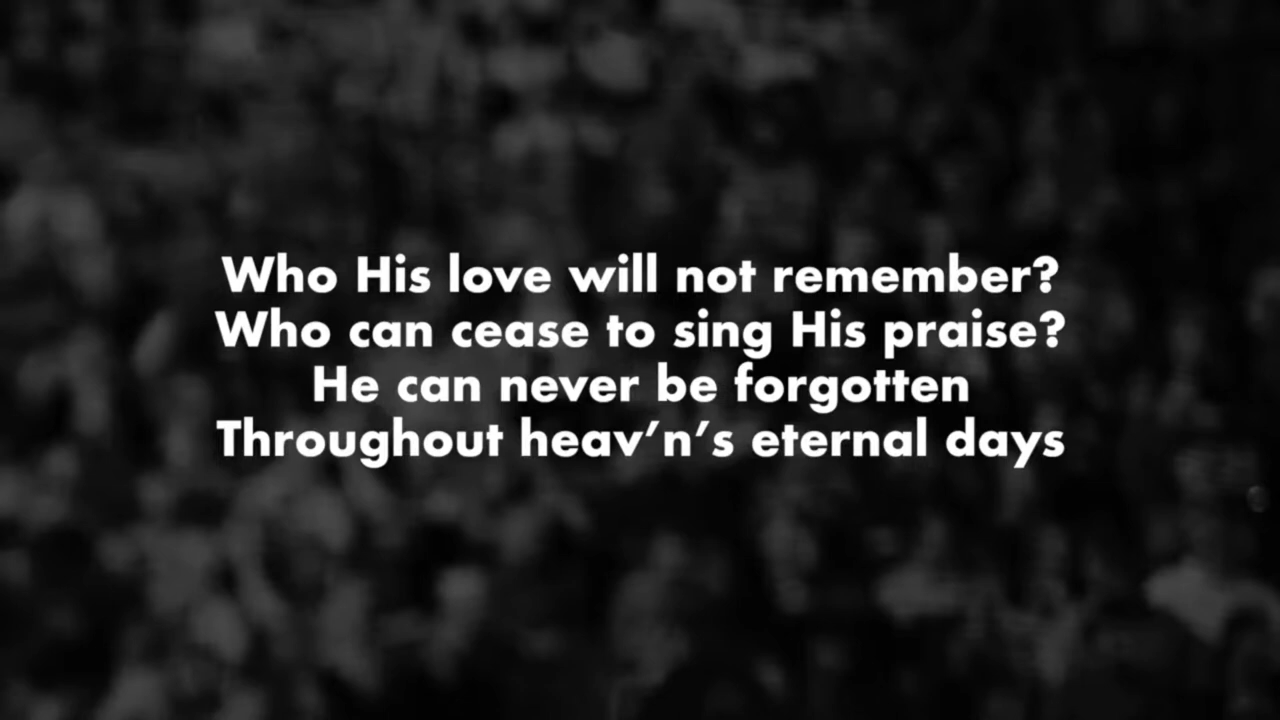 Who His love will not remember?
Who can cease to sing His praise?
He can never be forgotten
Throughout heav’n’s eternal days